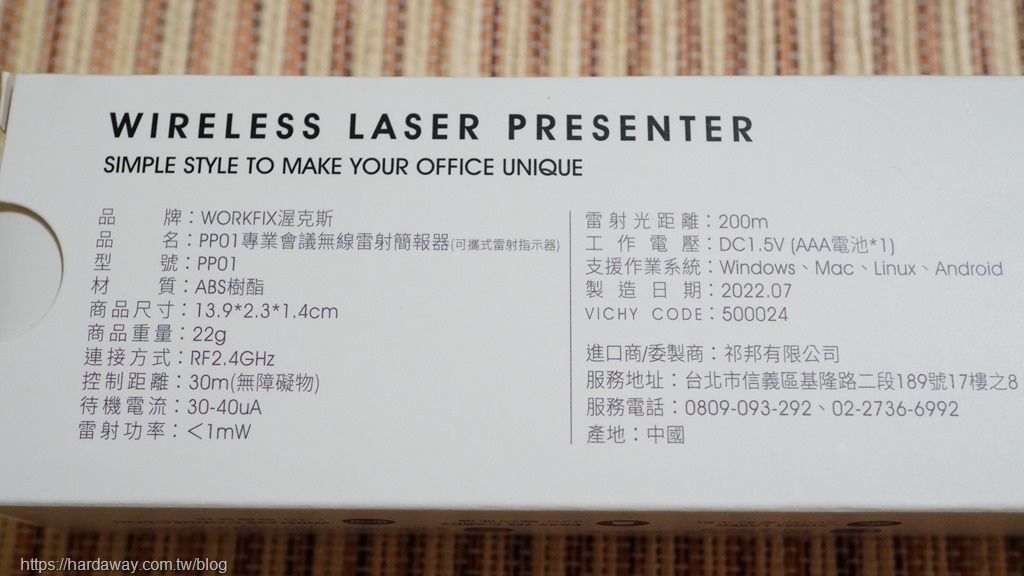 WIRELESS LASER PRESENTER
SIMPLE STYLE TO MAKE YOUR OFFICE UNIQUE
品牌：WORKFIX渥克斯
品名：PP01專業會議無線雷射簡報器(可攜式雷射指示器)
型號：PP01
材質：ABS樹酯
商品尺寸：13.9*2.3*1.4cm
商品重量：22g
連接方式：RF2.4GHz
控制距離：30m(無障礙物)
待機電流：30-40uA
雷射功率：＜1mW
雷射光距離：200m
工作電壓：DC1.5V (AAA電池*1)
支援作業系統：Windows、Mac、Linux、Android
製造日期：2022.07
VICHY CODE：500024
進口商/委製商：祁邦有限公司
服務地址：台北市信義區基隆路二段189號17樓之8
服務電話：0809-093-292、02-2736-6992
產地：中國
https://hardaway.com.tw/blog